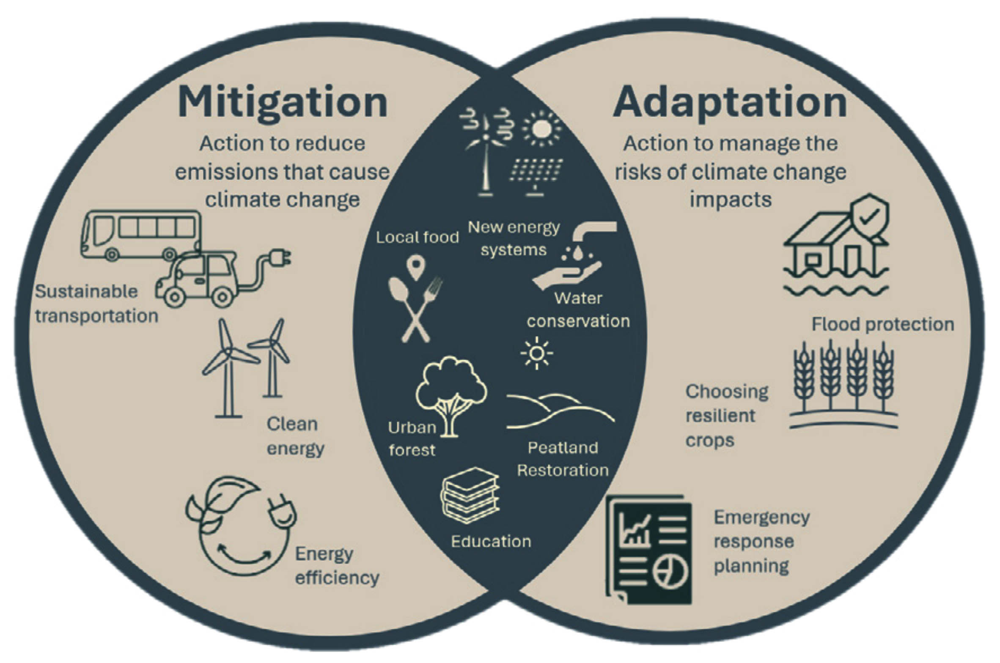 Mitigation
Action to reduce
emissions that cause
climate change
Sustainable
transportation
Clean
energy
Energy
efficiency
New energy
systems
Local food
Water
conservation
Urban
forest
Peatland
Restoration
Education
Adaptation
Action to manage the
risks of climate change
impacts
Flood protection
Choosing
resilient
crops
Emergency
response
planning